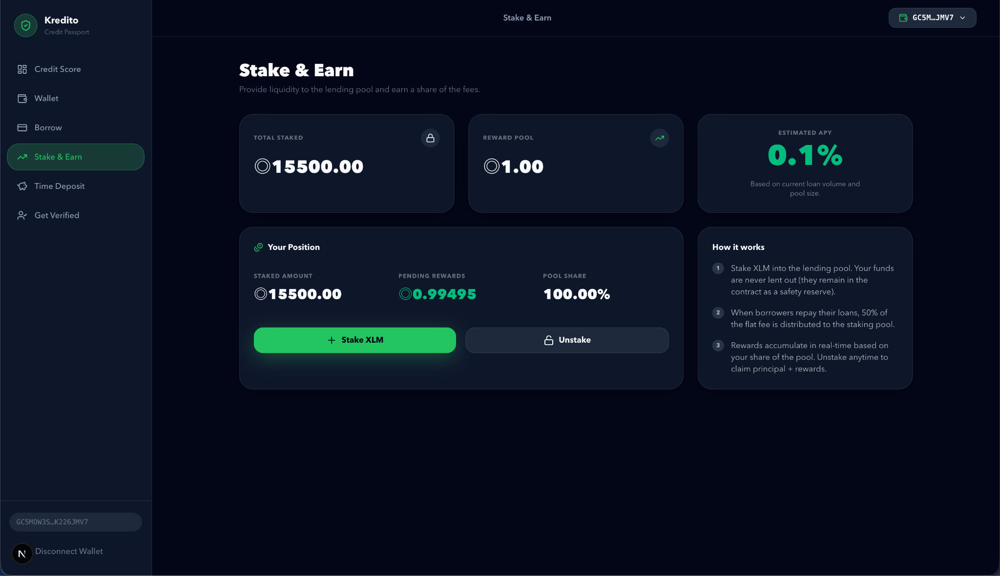 Kredito
Credit Passport
Credit Score
Wallet
Borrow
Stake & Earn
Time Deposit
Get Verified
GC5MOW3S…K226JMV7
N
Disconnect Wallet
Stake & Earn
GC5M…JMV7
Stake & Earn
Provide liquidity to the lending pool and earn a share of the fees.
TOTAL STAKED
◎15500.00
REWARD POOL
◎1.00
ESTIMATED APY
0.1%
Based on current loan volume and
pool size.
Your Position
STAKED AMOUNT
◎15500.00
PENDING REWARDS
◎0.99495
POOL SHARE
100.00%
+ Stake XLM
Unstake
How it works
1 Stake XLM into the lending pool. Your funds
are never lent out (they remain in the
contract as a safety reserve).
2 When borrowers repay their loans, 50% of
the flat fee is distributed to the staking pool.
3 Rewards accumulate in real-time based on
your share of the pool. Unstake anytime to
claim principal + rewards.